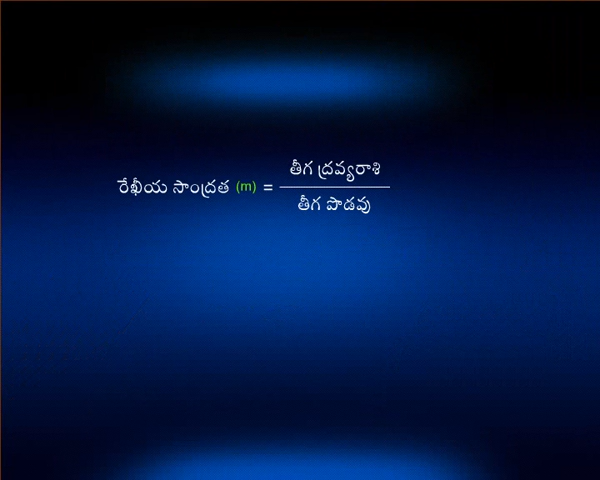 రేఖీయ సాంద్రత (m) = తీగ ద్రవ్యరాశి
తీగ పొడవు